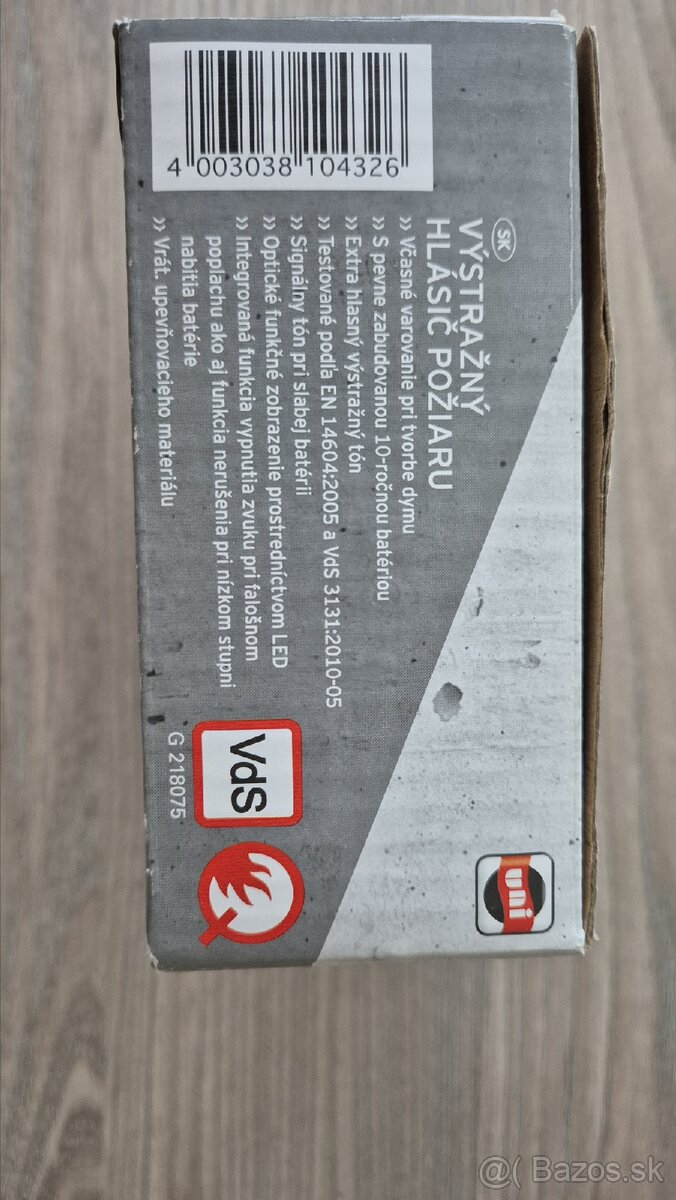 4 003038 104326
SK
VÝSTRAŽNÝ
HLÁSIČ POŽIARU
›› Včasné varovanie pri tvorbe dymu
›› S pevne zabudovanou 10-ročnou batériou
›› Extra hlasný výstražný tón
›› Testované podla EN 14604:2005 a VdS 3131:2010-05
›› Signálny tón pri slabej batérii
›› Optické funkčné zobrazenie prostredníctvom LED
›› Integrovaná funkcia vypnutia zvuku pri falošnom
poplachu ako aj funkcia nerušenia pri nízkom stupni
nabitia batérie
›› Vrát. upevňovacieho materiálu
VdS
G 218075
uni
@( Bazos.sk